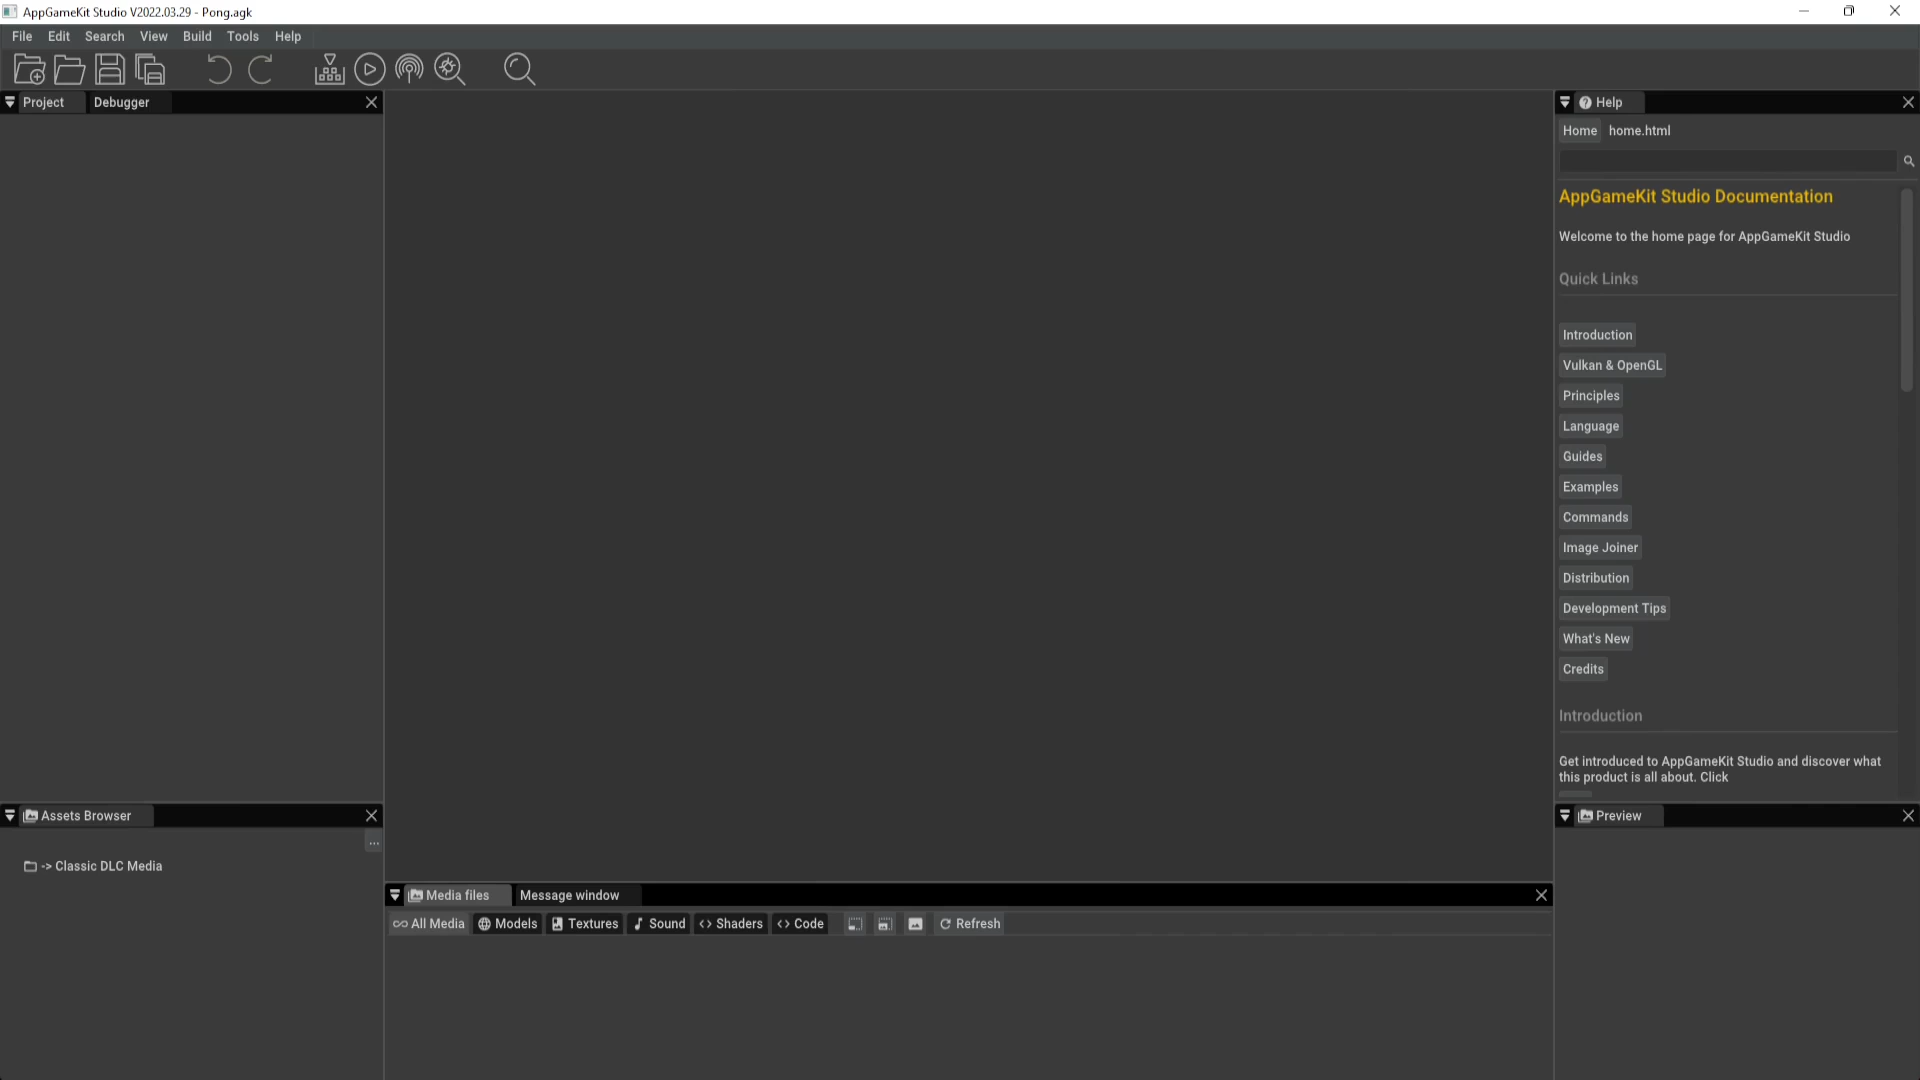 AppGameKit Studio V2022.03.29 - Pong.agk
File Edit Search View Build Tools Help
Project Debugger
Help
Home home.html
AppGameKit Studio Documentation
Welcome to the home page for AppGameKit Studio
Quick Links
Introduction
Vulkan & OpenGL
Principles
Language
Guides
Examples
Commands
Image Joiner
Distribution
Development Tips
What's New
Credits
Introduction
Get introduced to AppGameKit Studio and discover what
this product is all about. Click
Assets Browser
...
-> Classic DLC Media
Media files Message window
All Media Models Textures Sound <> Shaders <> Code Refresh
Preview